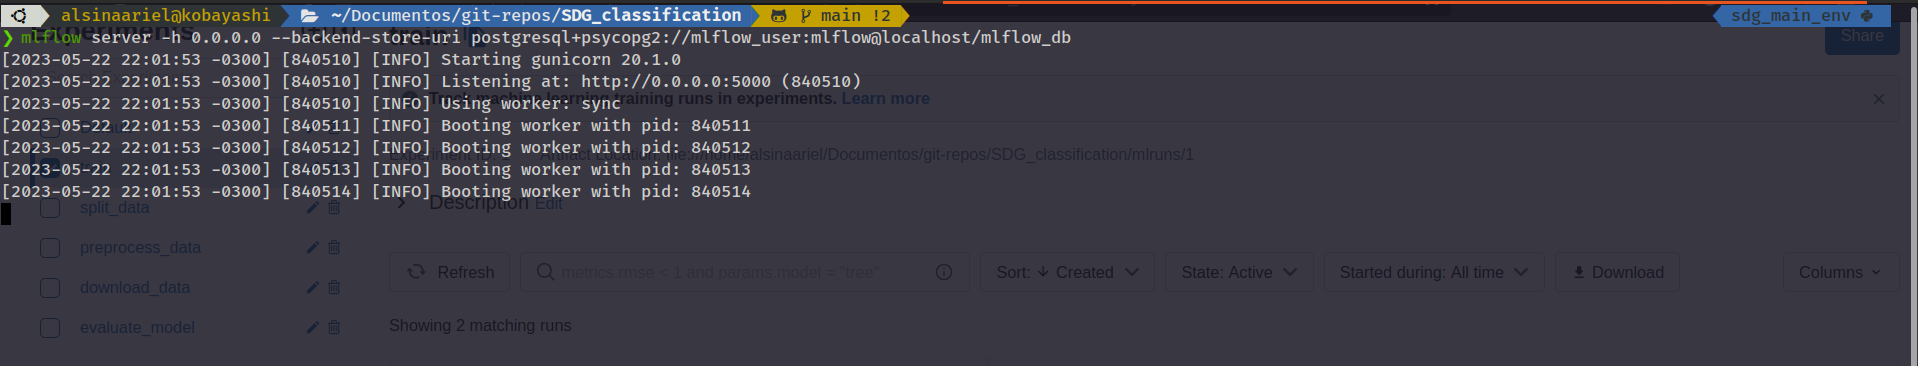 alsinaariel@kobayashi ~/Documentos/git-repos/SDG_classification main !2 sdg_main_env
❯ mlflow server -h 0.0.0.0 --backend-store-uri postgresql+psycopg2://mlflow_user:mlflow@localhost/mlflow_db
Share
[2023-05-22 22:01:53 -0300] [840510] [INFO] Starting gunicorn 20.1.0
[2023-05-22 22:01:53 -0300] [840510] [INFO] Listening at: http://0.0.0.0:5000 (840510)
[2023-05-22 22:01:53 -0300] [840510] [INFO] Using worker: sync
Track machine learning training runs in experiments. Learn more
[2023-05-22 22:01:53 -0300] [840511] [INFO] Booting worker with pid: 840511
[2023-05-22 22:01:53 -0300] [840512] [INFO] Booting worker with pid: 840512
Experiment ID: Artifact Location: file:///home/alsinaariel/Documentos/git-repos/SDG_classification/mlruns/1
[2023-05-22 22:01:53 -0300] [840513] [INFO] Booting worker with pid: 840513
[2023-05-22 22:01:53 -0300] [840514] [INFO] Booting worker with pid: 840514
Description Edit
split_data
preprocess_data
download_data
evaluate_model
Refresh
metrics.rmse < 1 and params.model = "tree"
Sort: Created
State: Active
Started during: All time
Download
Columns
Showing 2 matching runs